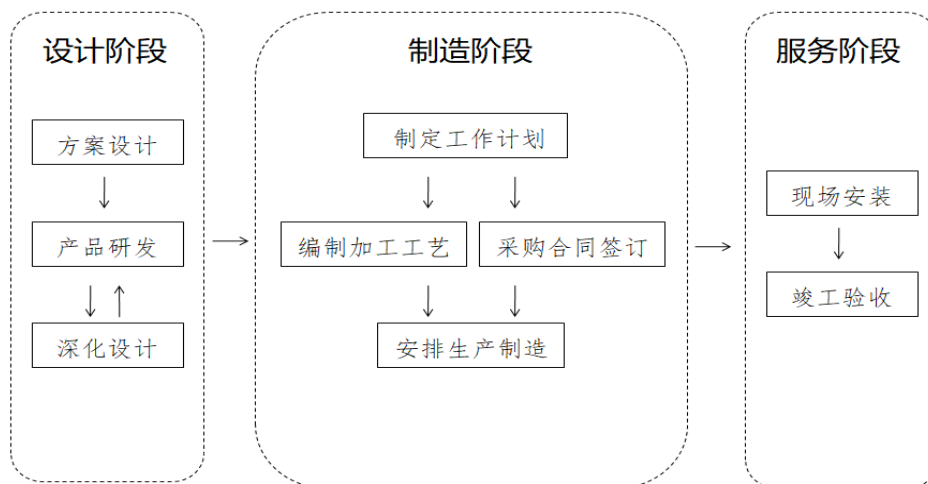 设计阶段
方案设计
产品研发
深化设计
制造阶段
制定工作计划
编制加工工艺
采购合同签订
安排生产制造
服务阶段
现场安装
竣工验收